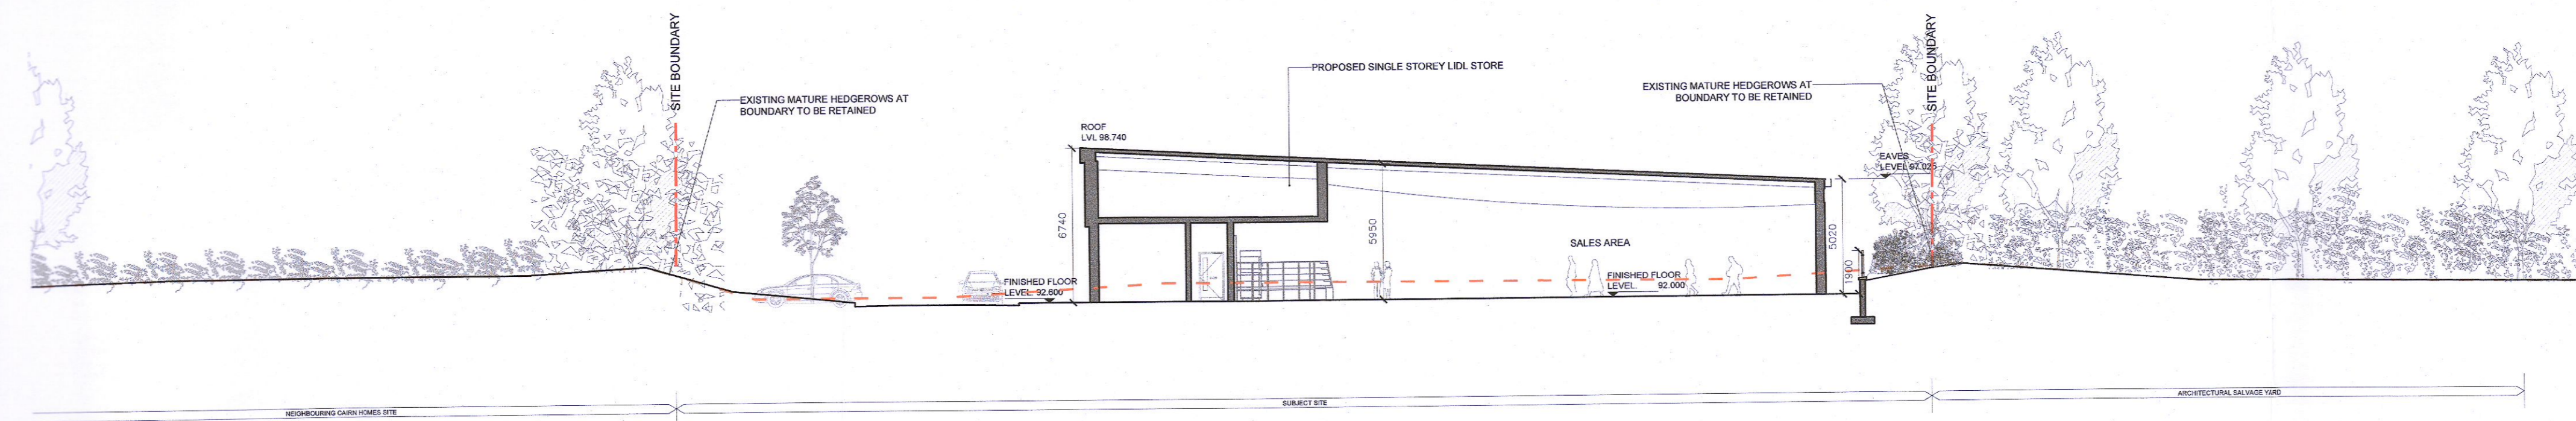 SITE BOUNDARY
EXISTING MATURE HEDGEROWS AT
BOUNDARY TO BE RETAINED
ROOF
LVL 98.740
PROPOSED SINGLE STOREY LIDL STORE
EXISTING MATURE HEDGEROWS AT
BOUNDARY TO BE RETAINED
SITE BOUNDARY
EAVES
LEVEL 97.025
6740
5950
SALES AREA
5020
1900
FINISHED FLOOR
LEVEL 92.600
FINISHED FLOOR
LEVEL. 92.000
NEIGHBOURING CAIRN HOMES SITE
SUBJECT SITE
ARCHITECTURAL SALVAGE YARD